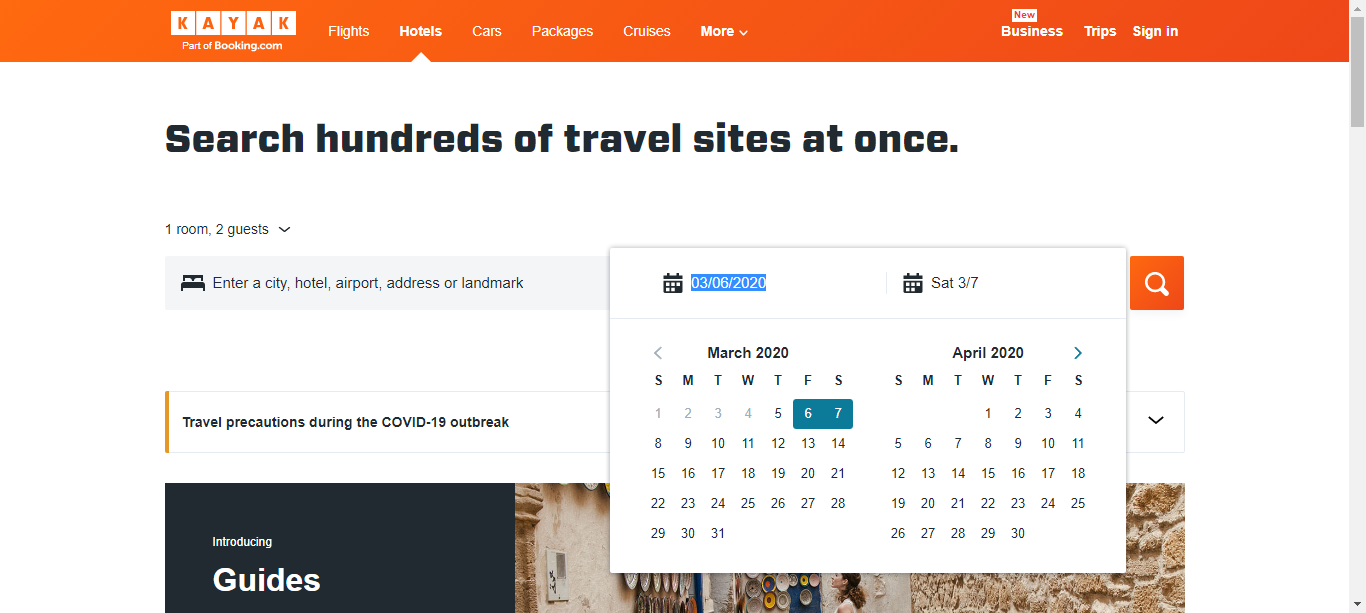 KAYAK
Part of Booking.com
Flights
Hotels
Cars
Packages
Cruises
More
New
Business
Trips
Sign in
Search hundreds of travel sites at once.
1 room, 2 guests
Enter a city, hotel, airport, address or landmark
03/06/2020
Sat 3/7
March 2020
S M T W T F S
1 2 3 4 5 6 7
8 9 10 11 12 13 14
15 16 17 18 19 20 21
22 23 24 25 26 27 28
29 30 31
April 2020
S M T W T F S
1 2 3 4
5 6 7 8 9 10 11
12 13 14 15 16 17 18
19 20 21 22 23 24 25
26 27 28 29 30
Travel precautions during the COVID-19 outbreak
Introducing
Guides